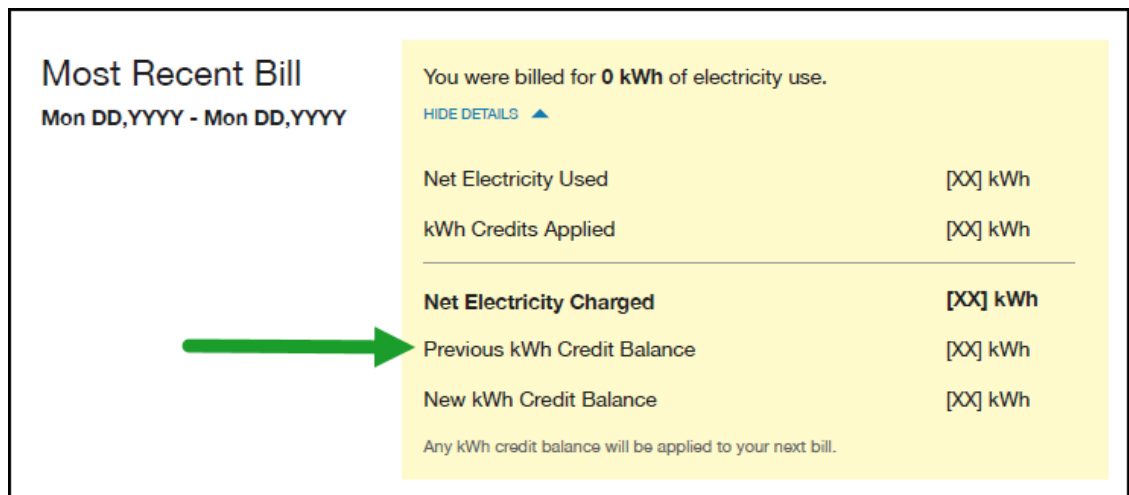 Most Recent Bill
Mon DD,YYYY - Mon DD,YYYY
You were billed for 0 kWh of electricity use.
HIDE DETAILS
Net Electricity Used [XX] kWh
kWh Credits Applied [XX] kWh
Net Electricity Charged [XX] kWh
Previous kWh Credit Balance [XX] kWh
New kWh Credit Balance [XX] kWh
Any kWh credit balance will be applied to your next bill.